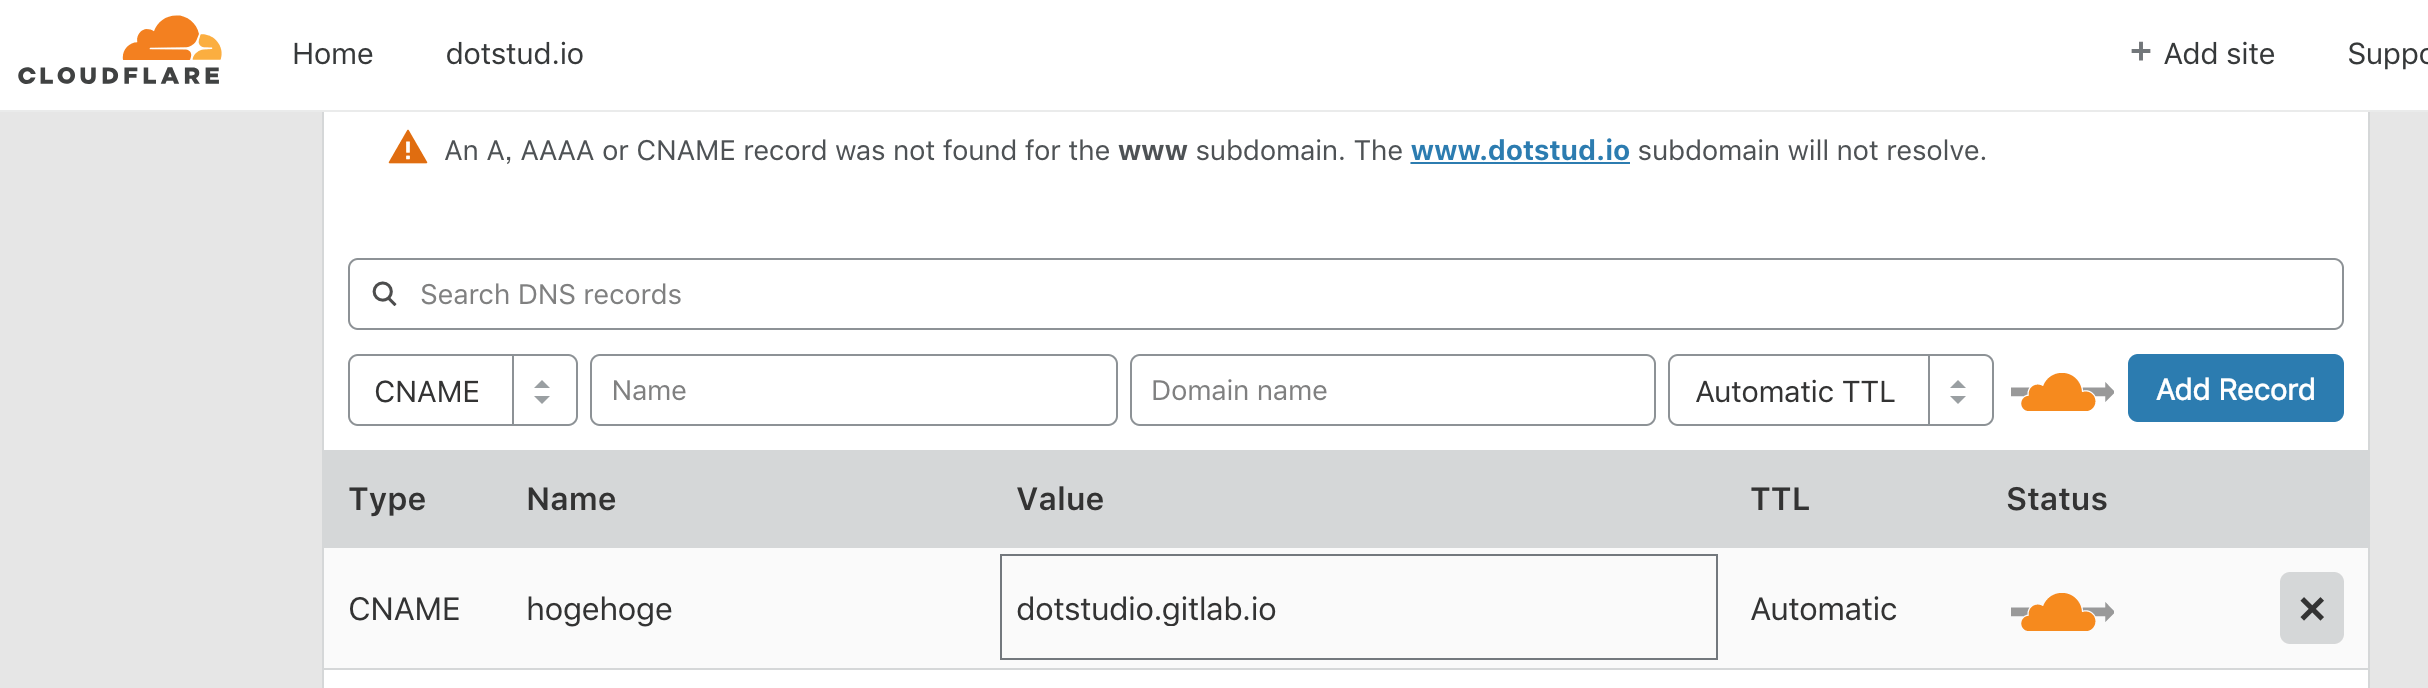 CLOUDFLARE
Home
dotstud.io
+ Add site
Suppo
An A, AAAA or CNAME record was not found for the www subdomain. The www.dotstud.io subdomain will not resolve.
Search DNS records
CNAME Name Domain name Automatic TTL Add Record
Type Name Value TTL Status
CNAME hogehoge dotstudio.gitlab.io Automatic